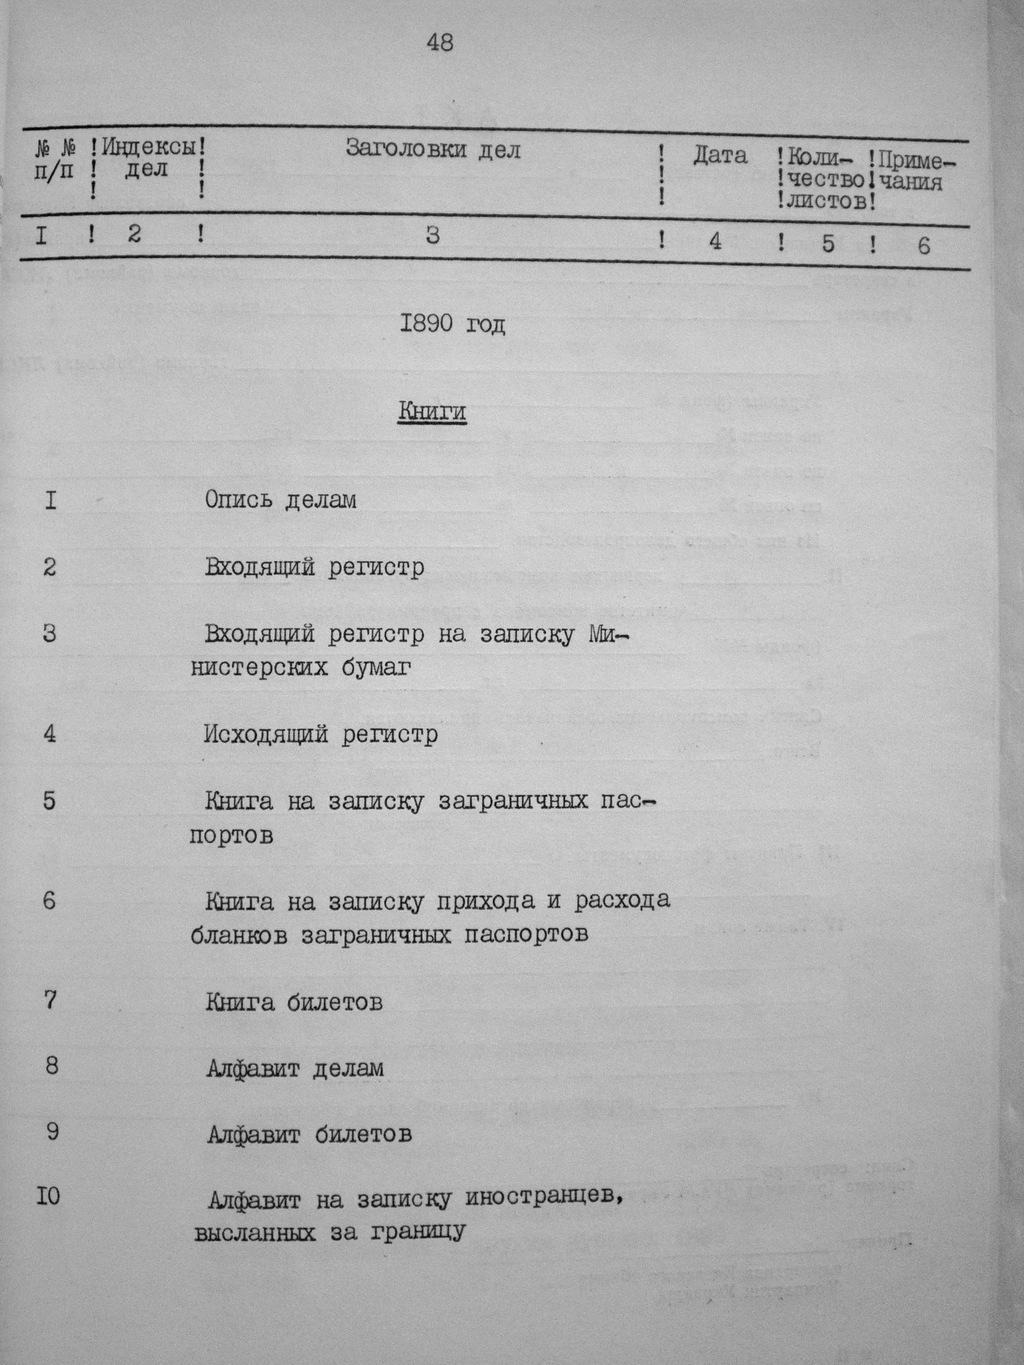 48
№ № ! Индексы ! Заголовки дел ! Дата ! Коли- ! Приме-
п/п ! дел ! ! ! чество ! чания
! ! ! ! листов !
I ! 2 ! 3 ! 4 ! 5 ! 6
I890 год
Книги
I Опись делам
2 Входящий регистр
3 Входящий регистр на записку Ми-
нистерских бумаг
4 Исходящий регистр
5 Книга на записку заграничных пас-
портов
6 Книга на записку прихода и расхода
бланков заграничных паспортов
7 Книга билетов
8 Алфавит делам
9 Алфавит билетов
I0 Алфавит на записку иностранцев,
высланных за границу